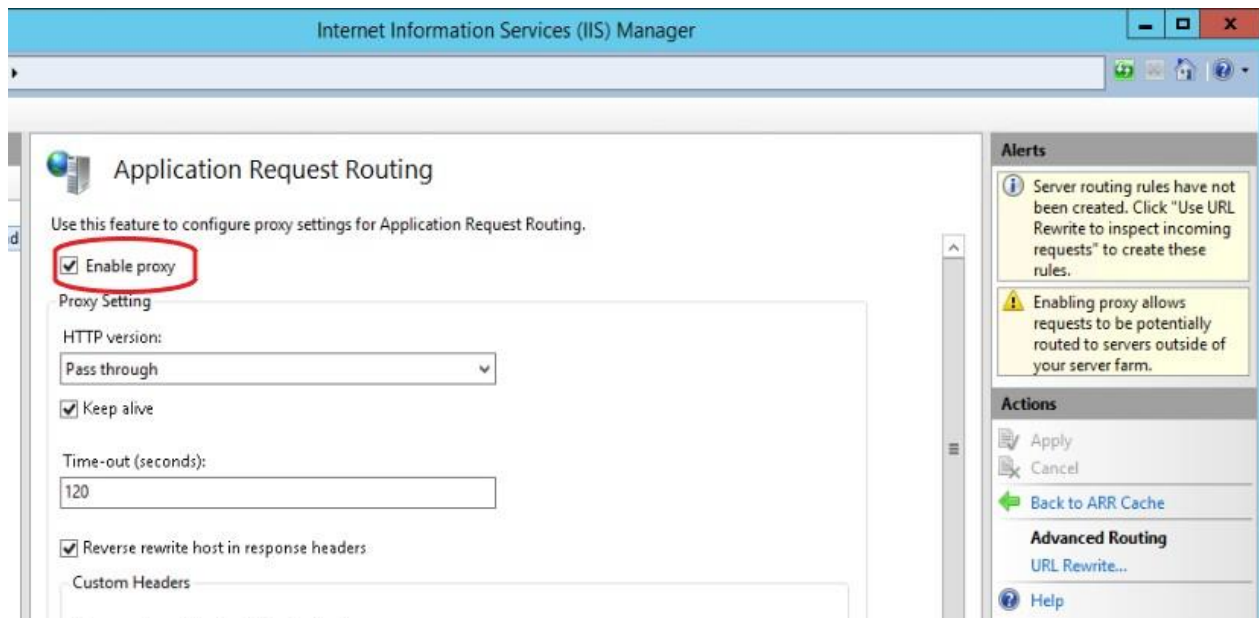 Internet Information Services (IIS) Manager
Application Request Routing
Use this feature to configure proxy settings for Application Request Routing.
Enable proxy
Proxy Setting
HTTP version:
Pass through
Keep alive
Time-out (seconds):
120
Reverse rewrite host in response headers
Custom Headers
Alerts
Server routing rules have not
been created. Click "Use URL
Rewrite to inspect incoming
requests" to create these
rules.
Enabling proxy allows
requests to be potentially
routed to servers outside of
your server farm.
Actions
Apply
Cancel
Back to ARR Cache
Advanced Routing
URL Rewrite...
Help